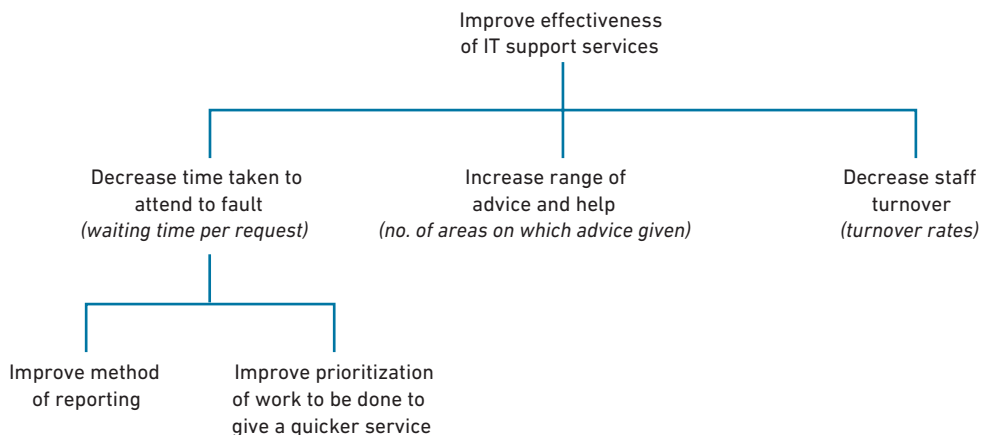 Improve effectiveness
of IT support services
Decrease time taken to
attend to fault
(waiting time per request)
Increase range of
advice and help
(no. of areas on which advice given)
Decrease staff
turnover
(turnover rates)
Improve method
of reporting
Improve prioritization
of work to be done to
give a quicker service